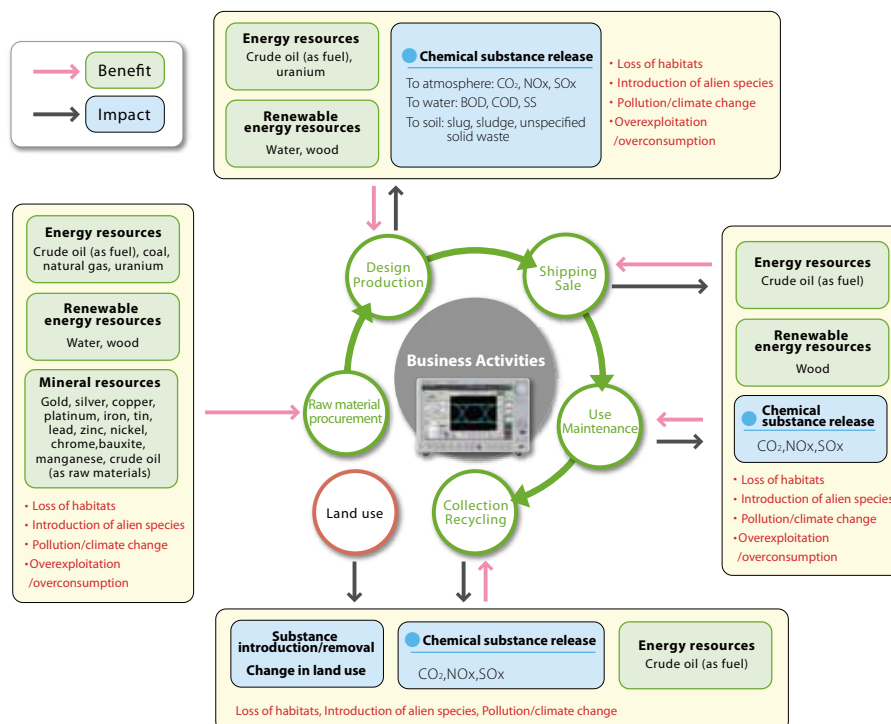 Benefit
Impact
Energy resources
Crude oil (as fuel),
uranium
Renewable
energy resources
Water, wood
Chemical substance release
To atmosphere: CO₂, NOx, SOx
To water: BOD, COD, SS
To soil: slug, sludge, unspecified
solid waste
・Loss of habitats
・Introduction of alien species
・Pollution/climate change
・Overexploitation
/overconsumption
Energy resources
Crude oil (as fuel), coal,
natural gas, uranium
Renewable
energy resources
Water, wood
Mineral resources
Gold, silver, copper,
platinum, iron, tin,
lead, zinc, nickel,
chrome,bauxite,
manganese, crude oil
(as raw materials)
・Loss of habitats
・Introduction of alien species
・Pollution/climate change
・Overexploitation
/overconsumption
Design
Production
Shipping
Sale
Business Activities
Raw material
procurement
Use
Maintenance
Land use
Collection
Recycling
Energy resources
Crude oil (as fuel)
Renewable
energy resources
Wood
Chemical
substance release
CO₂,NOx,SOx
・Loss of habitats
・Introduction of alien species
・Pollution/climate change
・Overexploitation
/overconsumption
Substance
introduction/removal
Change in land use
Chemical substance release
CO₂,NOx,SOx
Energy resources
Crude oil (as fuel)
Loss of habitats, Introduction of alien species, Pollution/climate change